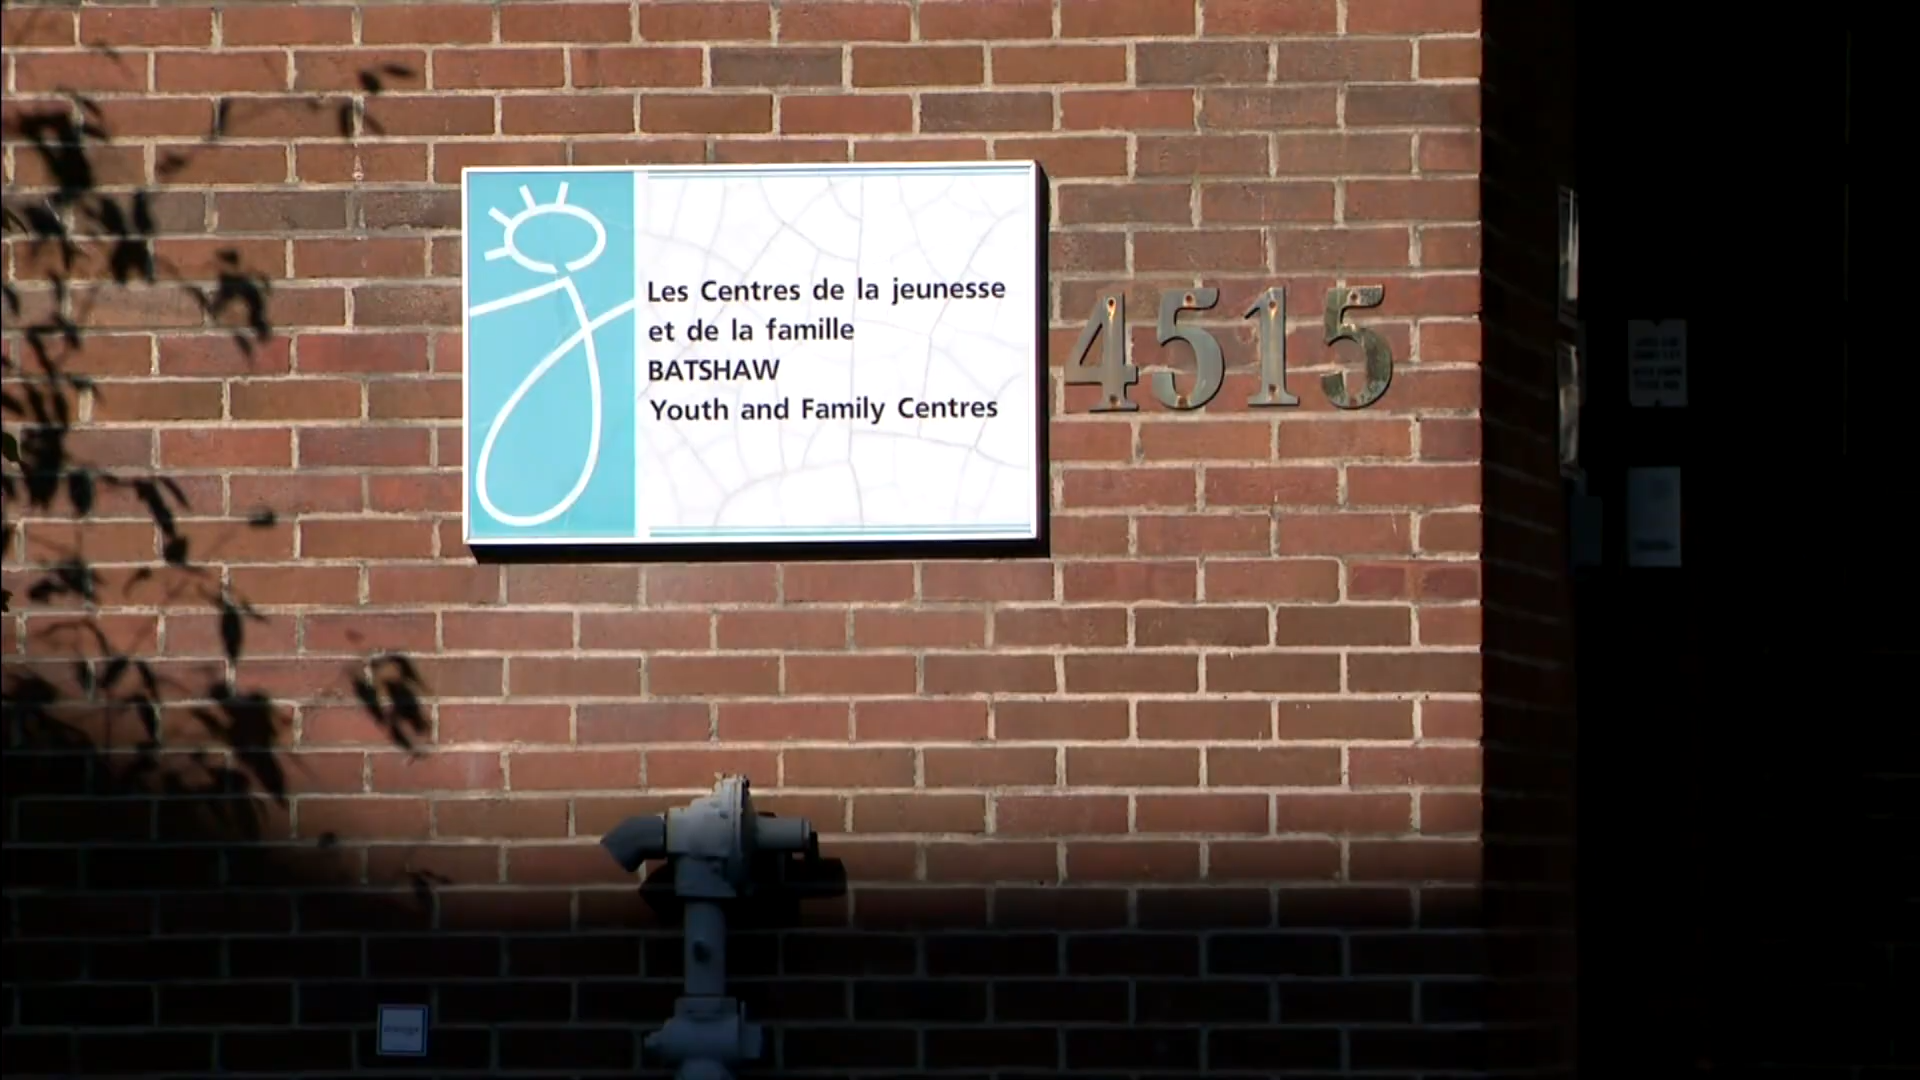 Les Centres de la jeunesse
et de la famille
BATSHAW
Youth and Family Centres
4515